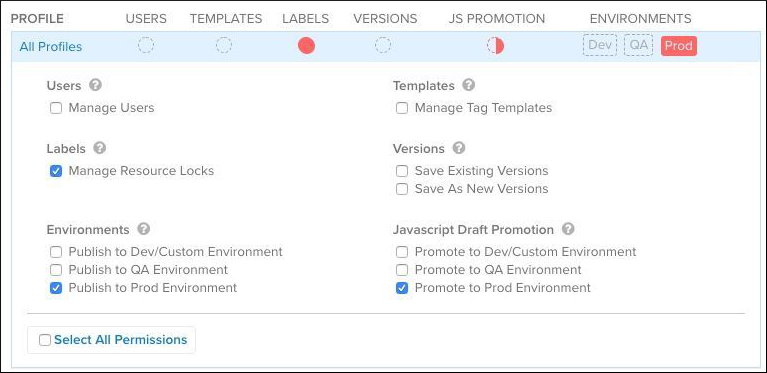 PROFILE USERS TEMPLATES LABELS VERSIONS JS PROMOTION ENVIRONMENTS
All Profiles Dev QA Prod
Users ? Templates ?
Manage Users Manage Tag Templates
Labels ? Versions ?
Manage Resource Locks Save Existing Versions
Save As New Versions
Environments ? Javascript Draft Promotion ?
Publish to Dev/Custom Environment Promote to Dev/Custom Environment
Publish to QA Environment Promote to QA Environment
Publish to Prod Environment Promote to Prod Environment
Select All Permissions